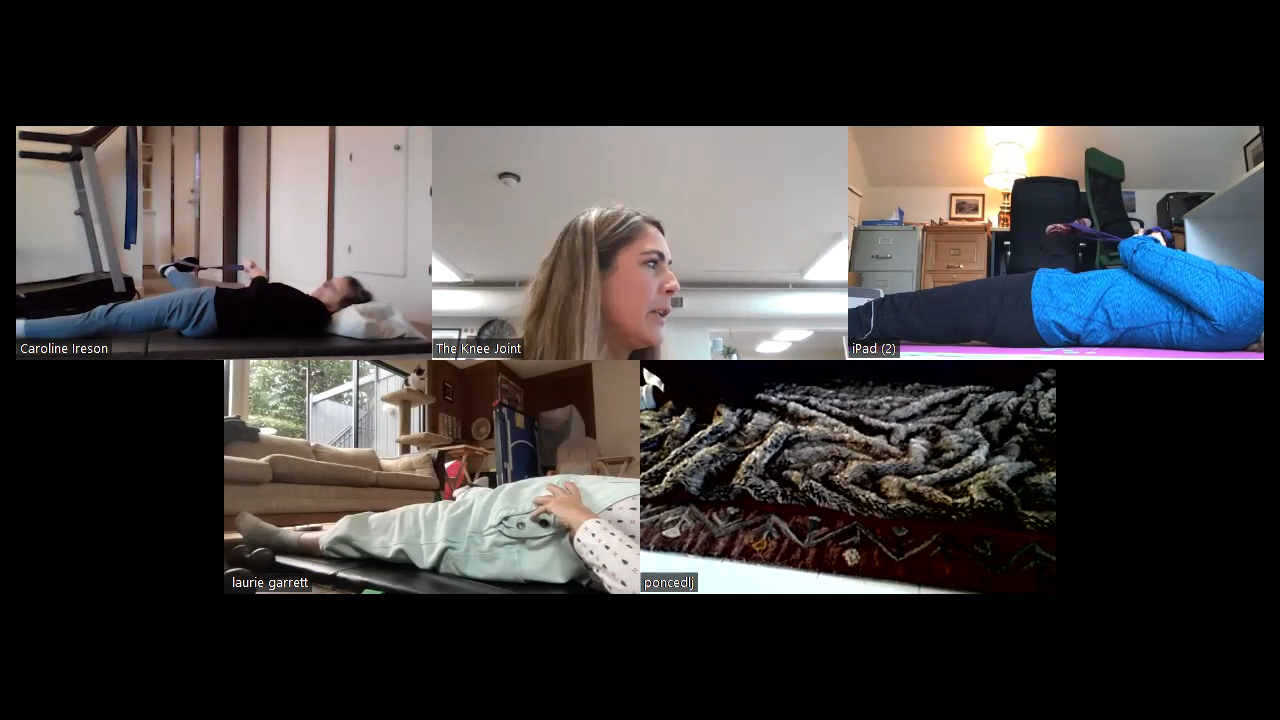 Caroline Ireson
The Knee Joint
iPad (2)
laurie garrett
poncedlj